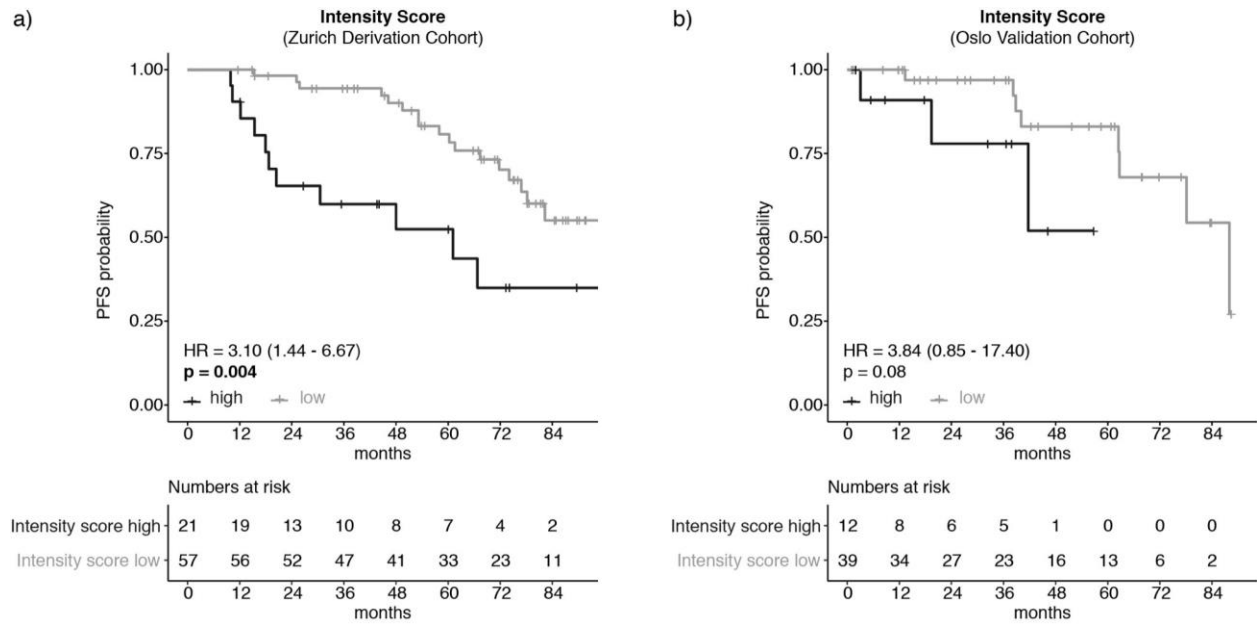 a)
Intensity Score
(Zurich Derivation Cohort)
1.00
0.75
0.50
0.25
0.00
PFS probability
HR = 3.10 (1.44 - 6.67)
p = 0.004
high low
0 12 24 36 48 60 72 84
months
Numbers at risk
Intensity score high 21 19 13 10 8 7 4 2
Intensity score low 57 56 52 47 41 33 23 11
0 12 24 36 48 60 72 84
months
b)
Intensity Score
(Oslo Validation Cohort)
1.00
0.75
0.50
0.25
0.00
PFS probability
HR = 3.84 (0.85 - 17.40)
p = 0.08
high low
0 12 24 36 48 60 72 84
months
Numbers at risk
Intensity score high 12 8 6 5 1 0 0 0
Intensity score low 39 34 27 23 16 13 6 2
0 12 24 36 48 60 72 84
months